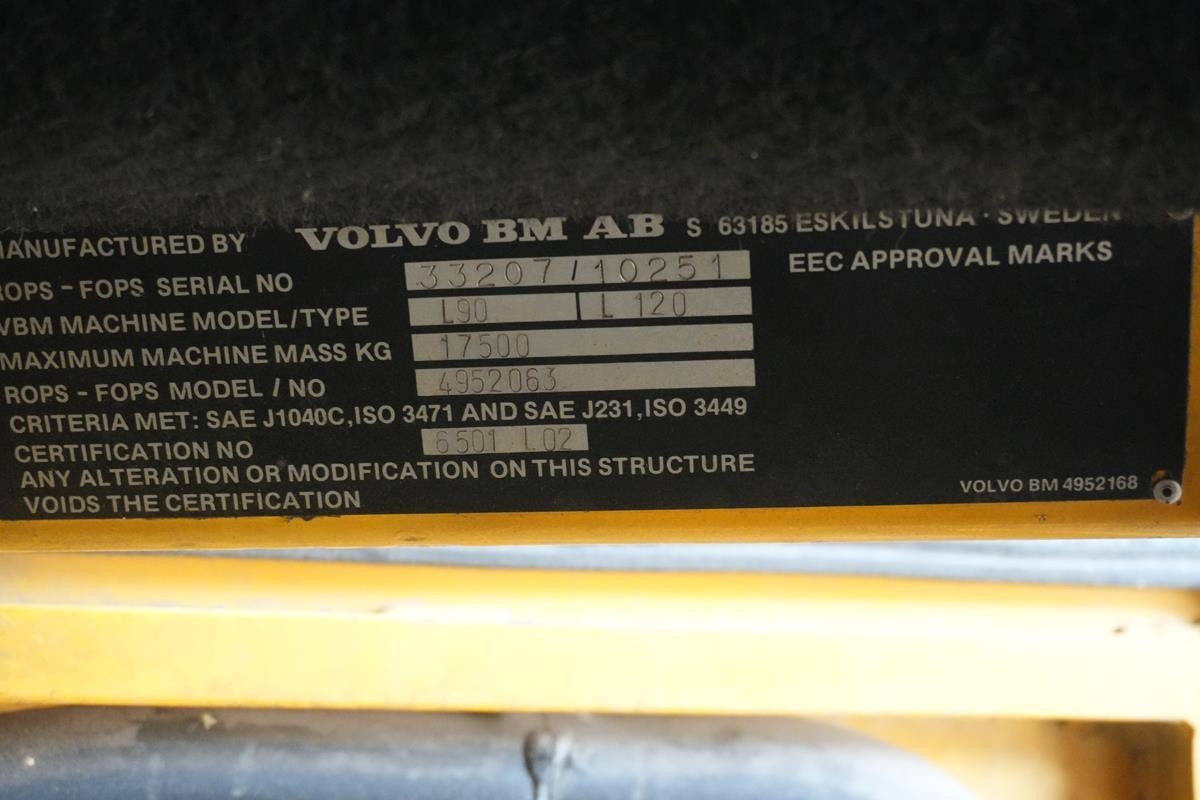 MANUFACTURED BY VOLVO BM AB S 63185 ESKILSTUNA · SWEDEN
ROPS - FOPS SERIAL NO 33207/10251
VBM MACHINE MODEL/TYPE L90 L 120
MAXIMUM MACHINE MASS KG 17500
ROPS - FOPS MODEL / NO 4952063
CRITERIA MET: SAE J1040C, ISO 3471 AND SAE J231, ISO 3449
CERTIFICATION NO 6501 L02
ANY ALTERATION OR MODIFICATION ON THIS STRUCTURE
VOIDS THE CERTIFICATION
EEC APPROVAL MARKS
VOLVO BM 4952168